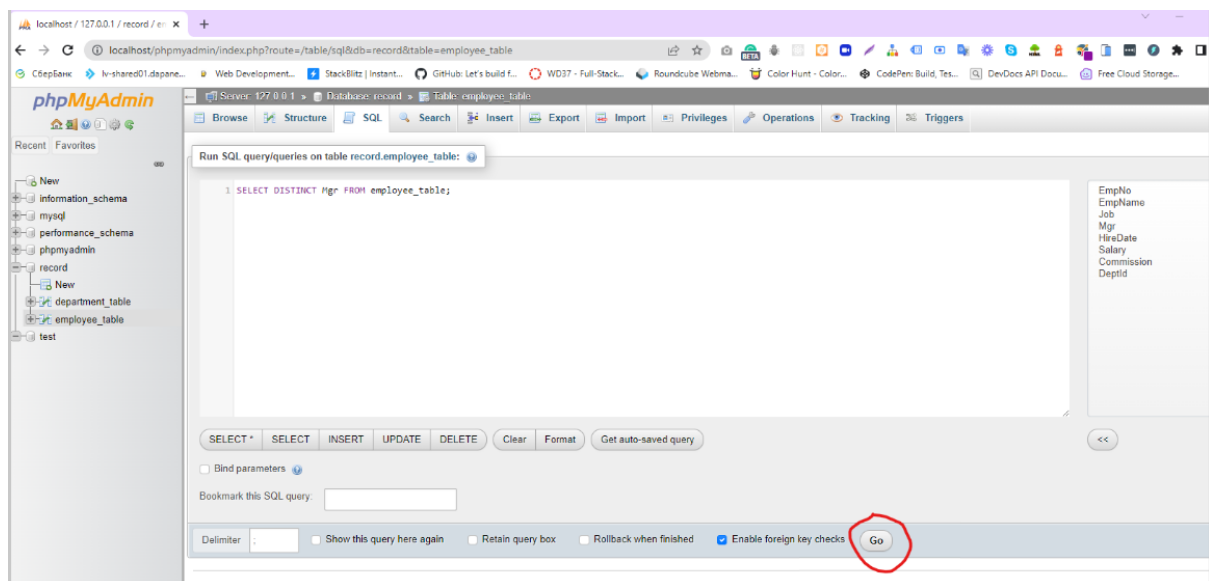 localhost / 127.0.0.1 / record / en
localhost/phpmyadmin/index.php?route=/table/sql&db=record&table=employee_table
BETA
СберБанк lv-shared01.dapane... Web Development... StackBlitz | Instant... GitHub: Let's build f... WD37 - Full-Stack... Roundcube Webma... Color Hunt - Color... CodePen: Build, Tes... DevDocs API Docu... Free Cloud Storage...
phpMyAdmin
Recent Favorites
New
information_schema
mysql
performance_schema
phpmyadmin
record
New
department_table
employee_table
test
Server: 127.0.0.1 » Database: record » Table: employee_table
Browse Structure SQL Search Insert Export Import Privileges Operations Tracking Triggers
Run SQL query/queries on table record.employee_table:
1 SELECT DISTINCT Mgr FROM employee_table;
EmpNo
EmpName
Job
Mgr
HireDate
Salary
Commission
DeptId
SELECT * SELECT INSERT UPDATE DELETE Clear Format Get auto-saved query <<
Bind parameters
Bookmark this SQL query:
Delimiter ; Show this query here again Retain query box Rollback when finished Enable foreign key checks Go